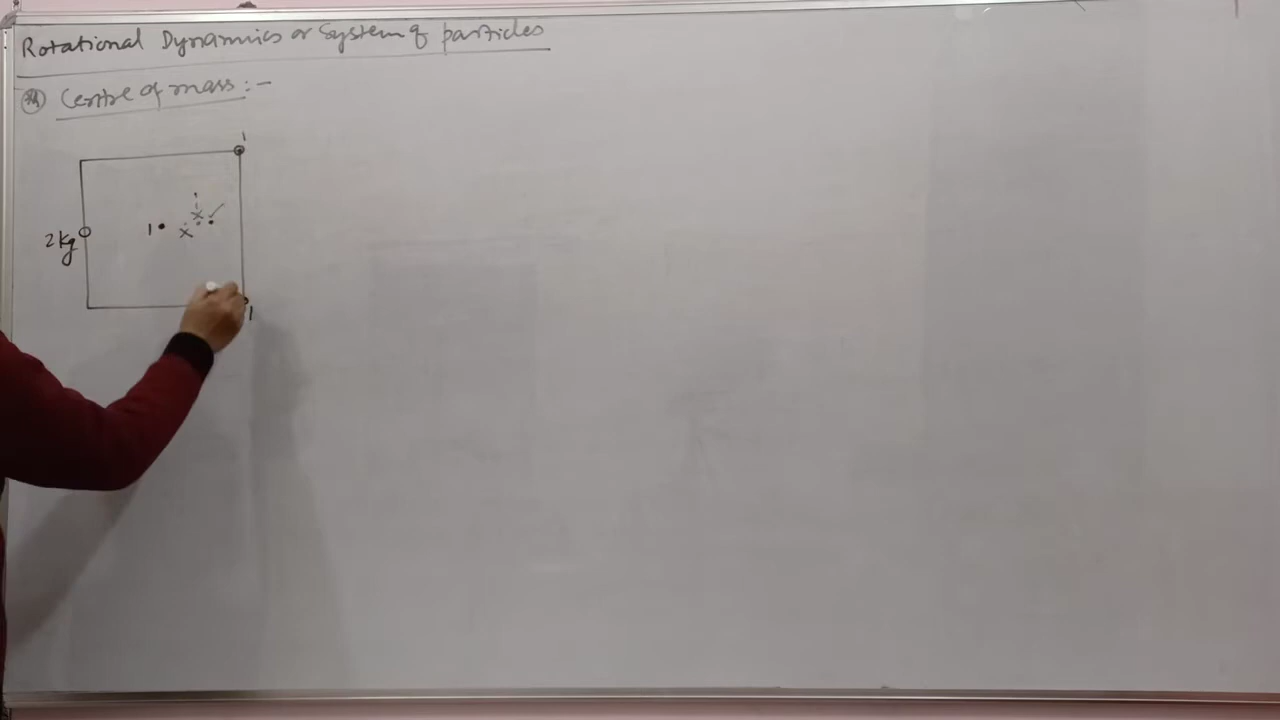 Rotational Dynamics or System of particles
** Centre of mass :-
1
1
2kg
1